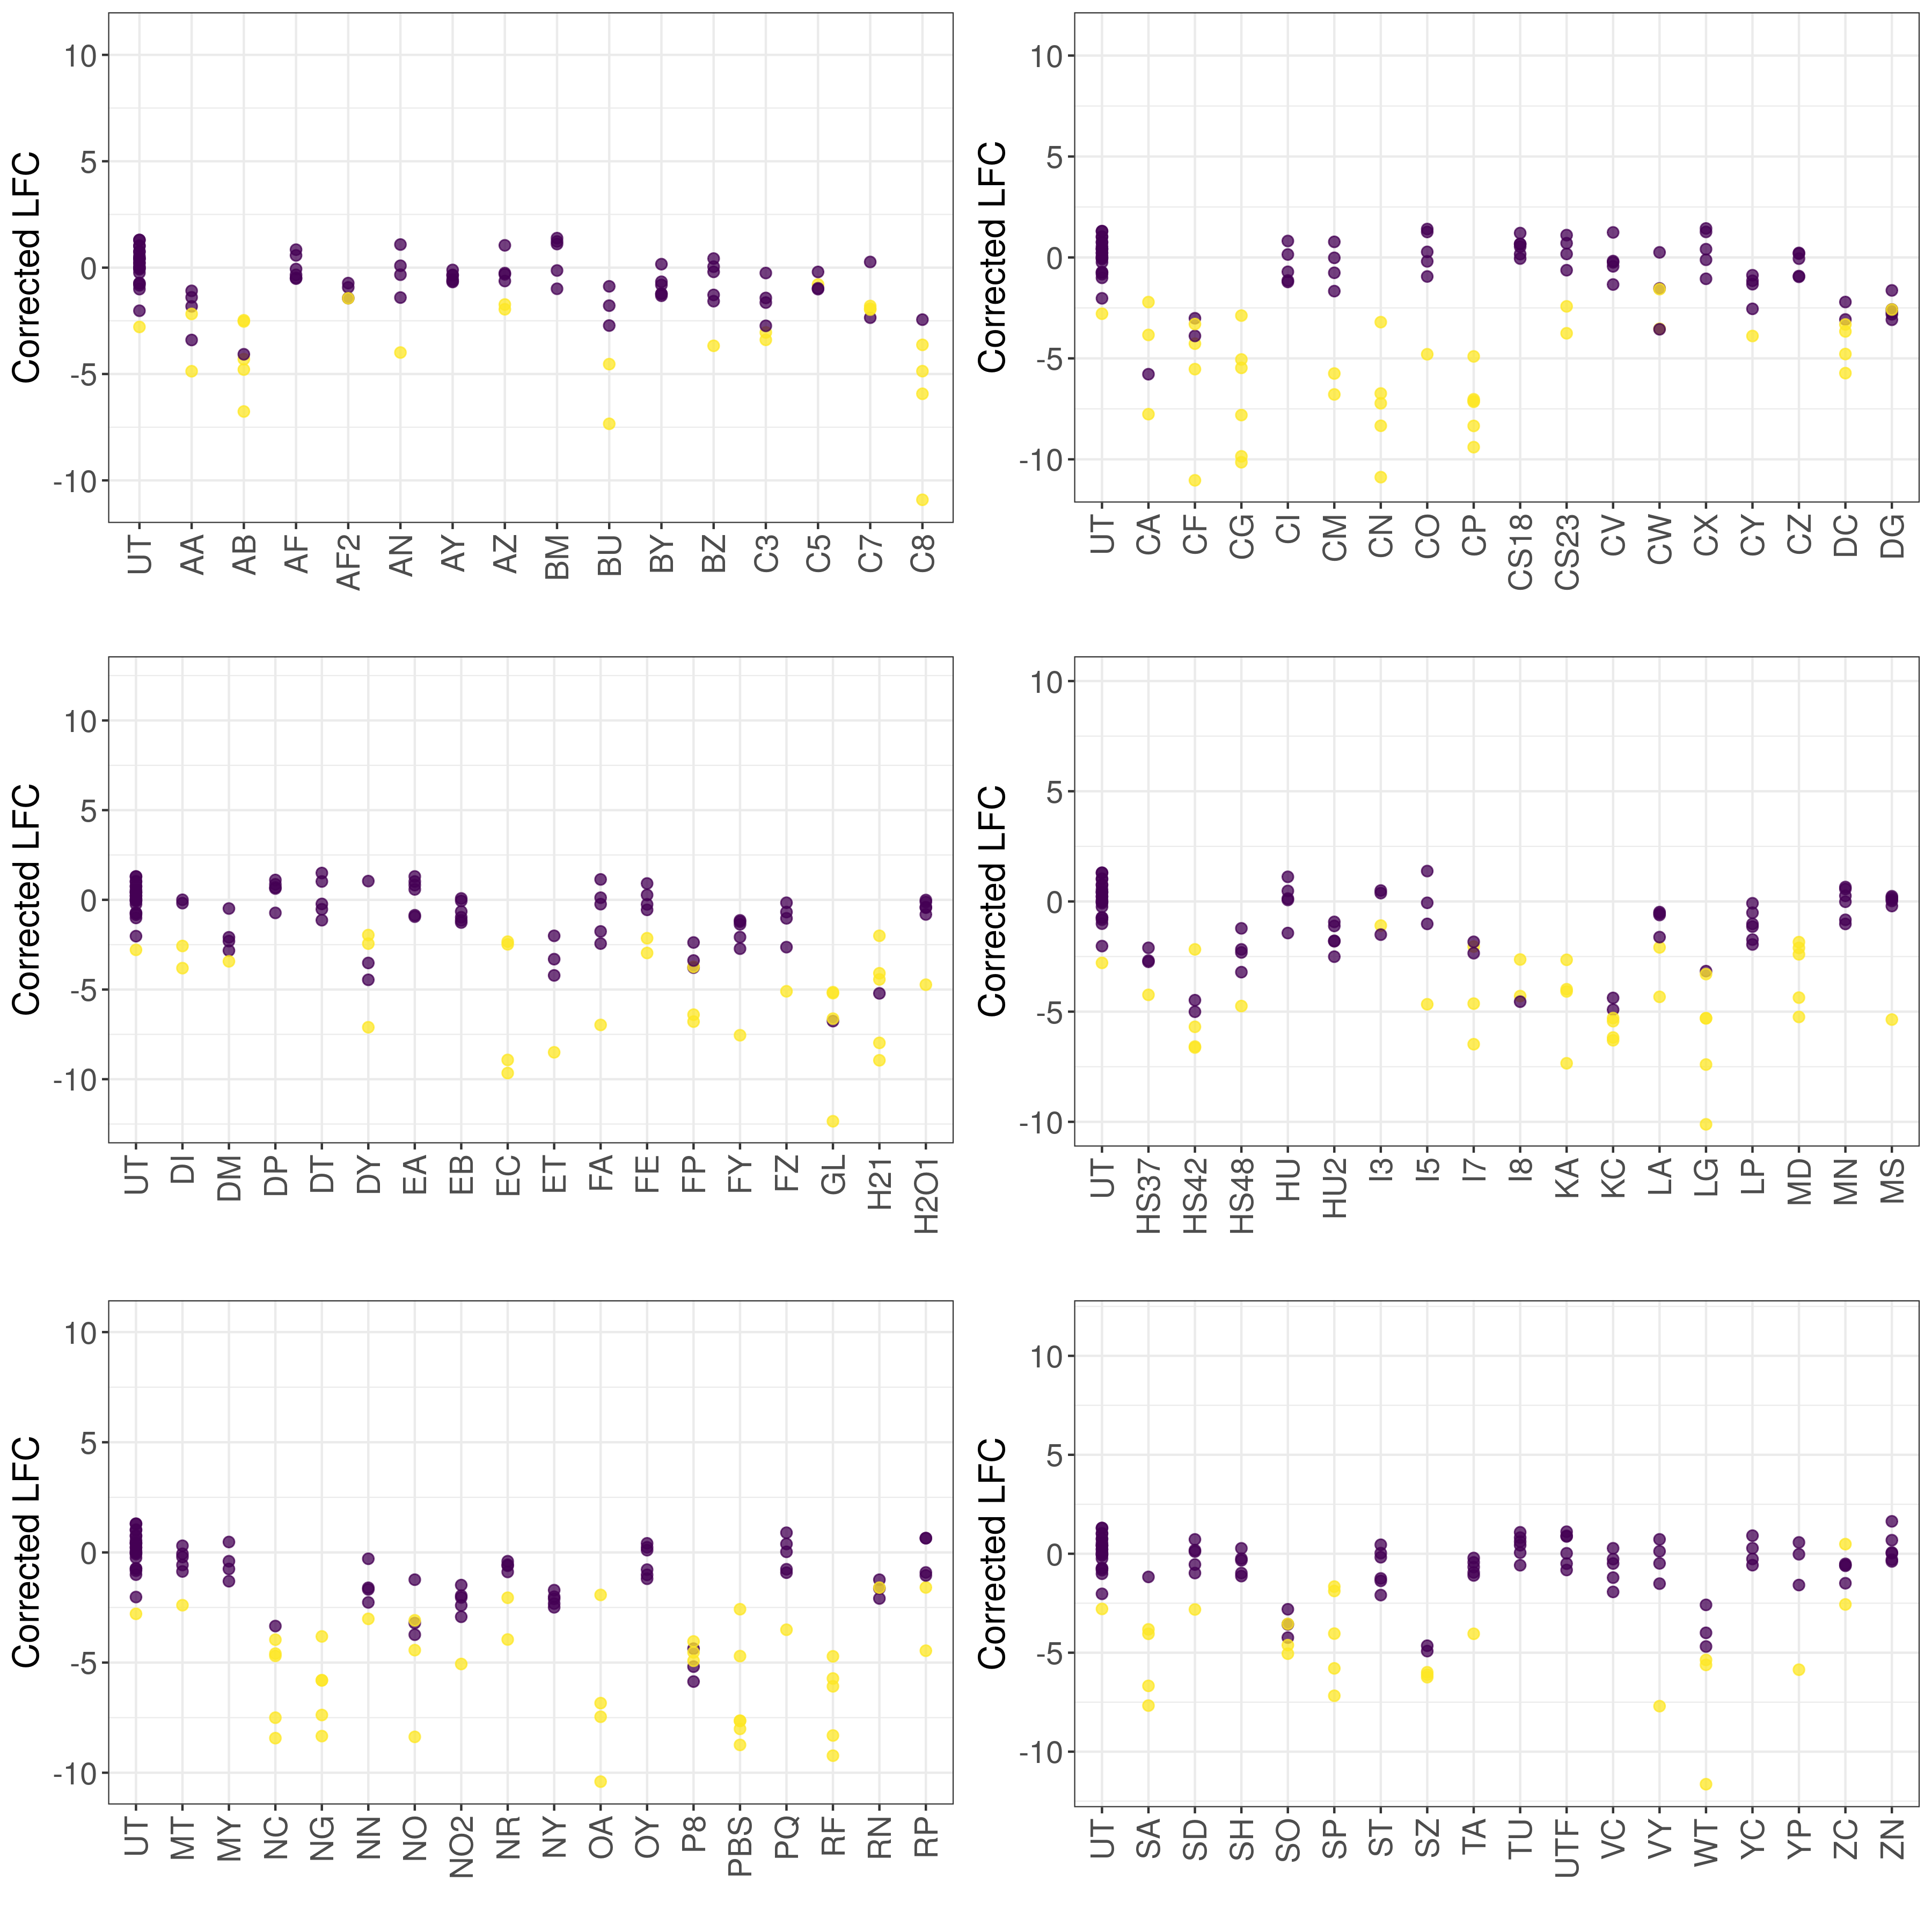 Corrected LFC
10
5
0
-5
-10
UT AA AB AF AF2 AN AY AZ BM BU BY BZ C3 C5 C7 C8
Corrected LFC
10
5
0
-5
-10
UT CA CF CG CI CM CN CO CP CS18 CS23 CV CW CX CY CZ DC DG
Corrected LFC
10
5
0
-5
-10
UT DI DM DP DT DY EA EB EC ET FA FE FP FY FZ GL H21 H2O1
Corrected LFC
10
5
0
-5
-10
UT HS37 HS42 HS48 HU HU2 I3 I5 I7 I8 KA KC LA LG LP MD MN MS
Corrected LFC
10
5
0
-5
-10
UT MT MY NC NG NN NO NO2 NR NY OA OY P8 PBS PQ RF RN RP
Corrected LFC
10
5
0
-5
-10
UT SA SD SH SO SP ST SZ TA TU UTF VC VY WT YC YP ZC ZN